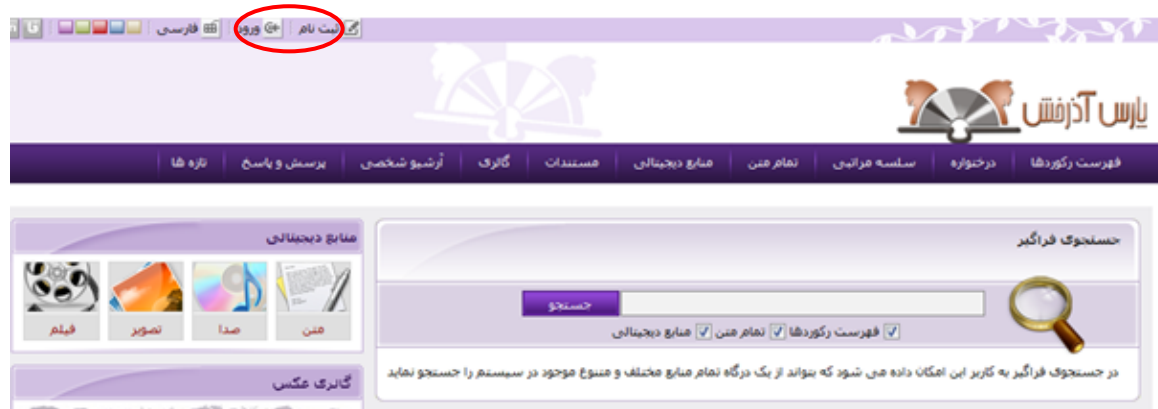 ثبت نام ورود فارسی
پارس آذرخش
فهرست رکوردها درختواره سلسه مراتبی تمام متن منابع دیجیتالی مستندات گالری آرشیو شخصی پرسش و پاسخ تازه ها
جستجوی فراگیر
جستجو
فهرست رکوردها تمام متن منابع دیجیتالی
در جستجوی فراگیر به کاربر این امکان داده می شود که بتواند از یک درگاه تمام منابع مختلف و متنوع موجود در سیستم را جستجو نماید
منابع دیجیتالی
متن صدا تصویر فیلم
گالری عکس